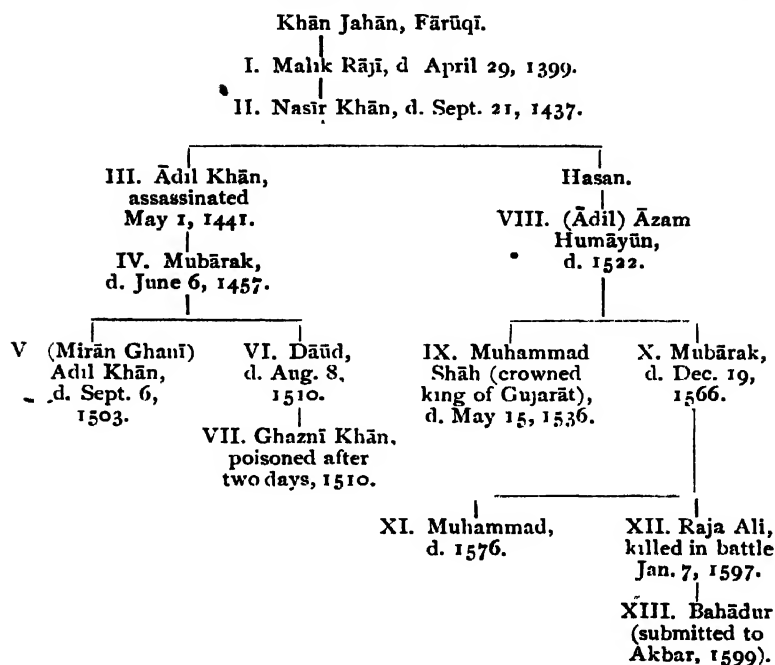 Khān Jahān, Fārūqī.
I. Malik Rājī, d April 29, 1399.
II. Nasīr Khān, d. Sept. 21, 1437.
III. Ādil Khān,
assassinated
May 1, 1441.
IV. Mubārak,
d. June 6, 1457.
V (Mirān Ghanī)
Adil Khān,
d. Sept. 6,
1503.
VI. Dāūd,
d. Aug. 8,
1510.
VII. Ghaznī Khān,
poisoned after
two days, 1510.
Hasan.
VIII. (Ādil) Āzam
Humāyūn,
d. 1522.
IX. Muhammad
Shāh (crowned
king of Gujarāt),
d. May 15, 1536.
X. Mubārak,
d. Dec. 19,
1566.
XI. Muhammad,
d. 1576.
XII. Raja Ali,
killed in battle
Jan. 7, 1597.
XIII. Bahādur
(submitted to
Akbar, 1599).